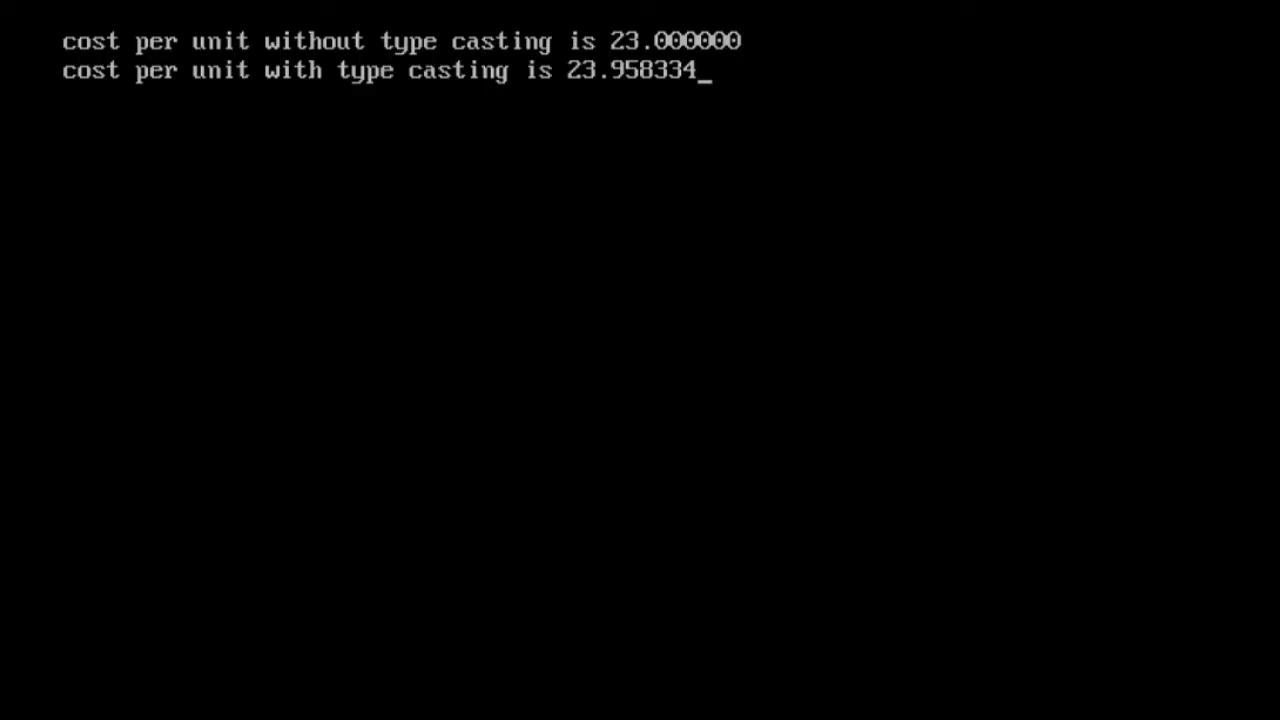 cost per unit without type casting is 23.000000
cost per unit with type casting is 23.958334_